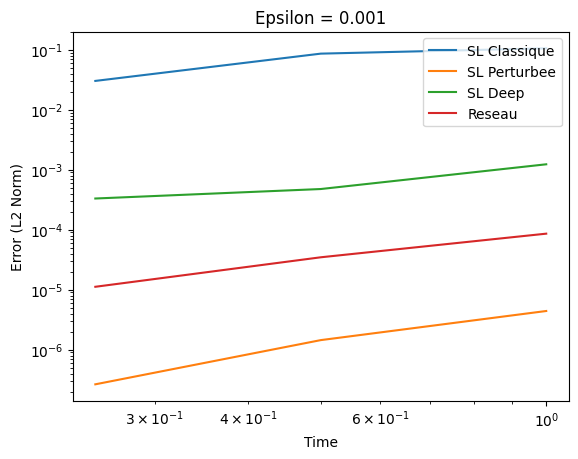 Epsilon = 0.001
SL Classique
SL Perturbee
SL Deep
Reseau
Error (L2 Norm)
10⁻¹
10⁻²
10⁻³
10⁻⁴
10⁻⁵
10⁻⁶
3 × 10⁻¹ 4 × 10⁻¹ 6 × 10⁻¹ 10⁰
Time